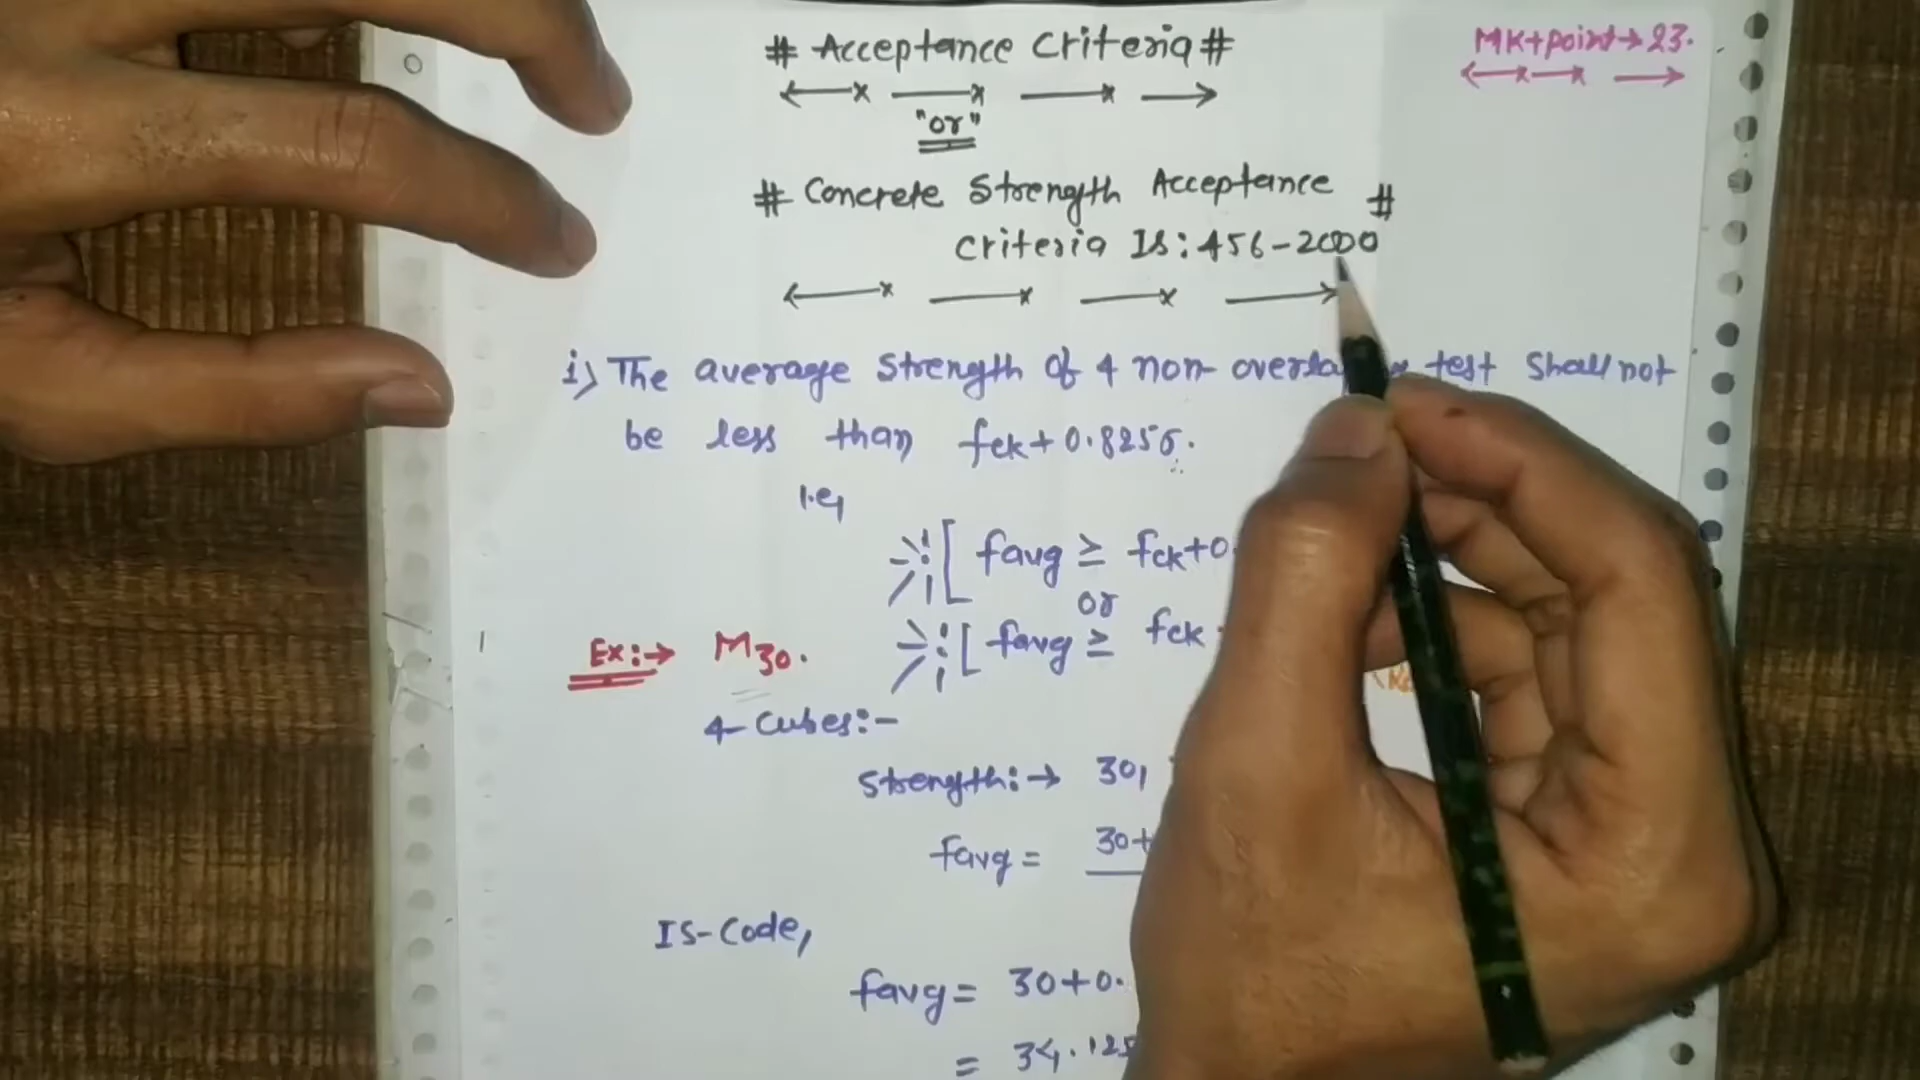 # Acceptance Criteria #
MK+point→23.
"or"
# Concrete Strength Acceptance #
Criteria IS:456-2000
i) The average strength of 4 non test shall not
be less than fck+0.825σ.
i.e,
favg ≥ fck+0.
or
favg ≥ fck
Ex:→ M30.
4-Cubes:-
Strength:→ 30,
favg = 30+
IS-Code,
favg = 30+0.
= 34.125